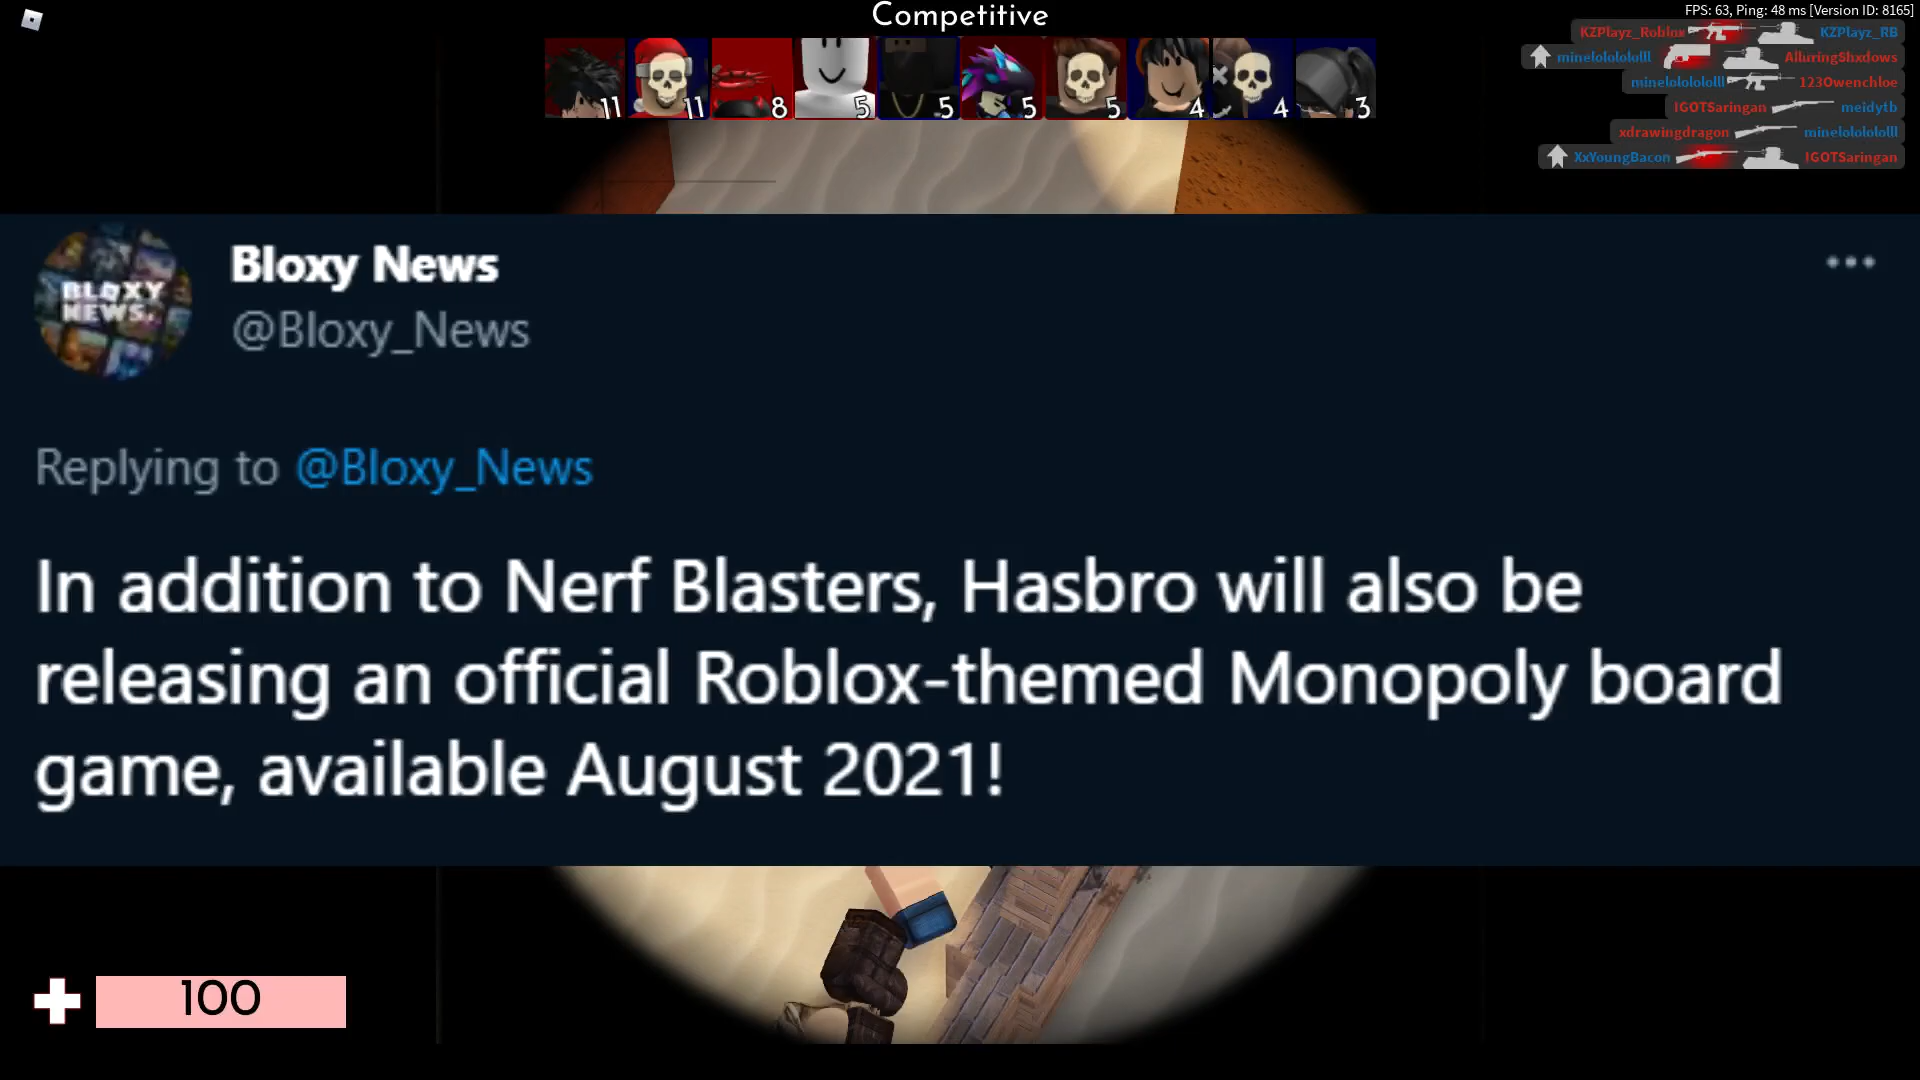 Competitive
FPS: 63, Ping: 48 ms [Version ID: 8165]
11 11 8 5 5 5 5 4 4 3
KZPlayz_Roblox KZPlayz_RB
minelololololll AlluringShxdows
minelololololll 123Owenchloe
IGOTSaringan meidytb
xdrawingdragon minelololololll
XxYoungBacon IGOTSaringan
BLOXY
NEWS.
Bloxy News
@Bloxy_News
Replying to @Bloxy_News
In addition to Nerf Blasters, Hasbro will also be
releasing an official Roblox-themed Monopoly board
game, available August 2021!
100